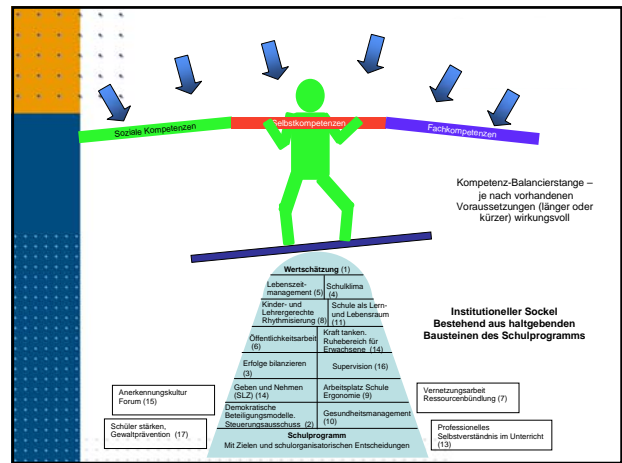 Soziale Kompetenzen
Selbstkompetenzen
Fachkompetenzen
Kompetenz-Balancierstange –
je nach vorhandenen
Voraussetzungen (länger oder
kürzer) wirkungsvoll
Wertschätzung (1)
Lebenszeit-
management (5)
Schulklima
(4)
Kinder- und
Lehrergerechte
Rhythmisierung (8)
Schule als Lern-
und Lebensraum
(11)
Öffentlichkeitsarbeit
(6)
Kraft tanken.
Ruhebereich für
Erwachsene (14)
Erfolge bilanzieren
(3)
Supervision (16)
Geben und Nehmen
(SLZ) (14)
Arbeitsplatz Schule
Ergonomie (9)
Demokratische
Beteiligungsmodelle.
Steuerungsausschuss (2)
Gesundheitsmanagement
(10)
Schulprogramm
Mit Zielen und schulorganisatorischen Entscheidungen
Institutioneller Sockel
Bestehend aus haltgebenden
Bausteinen des Schulprogramms
Anerkennungskultur
Forum (15)
Schüler stärken,
Gewaltprävention (17)
Vernetzungsarbeit
Ressourcenbündlung (7)
Professionelles
Selbstverständnis im Unterricht
(13)